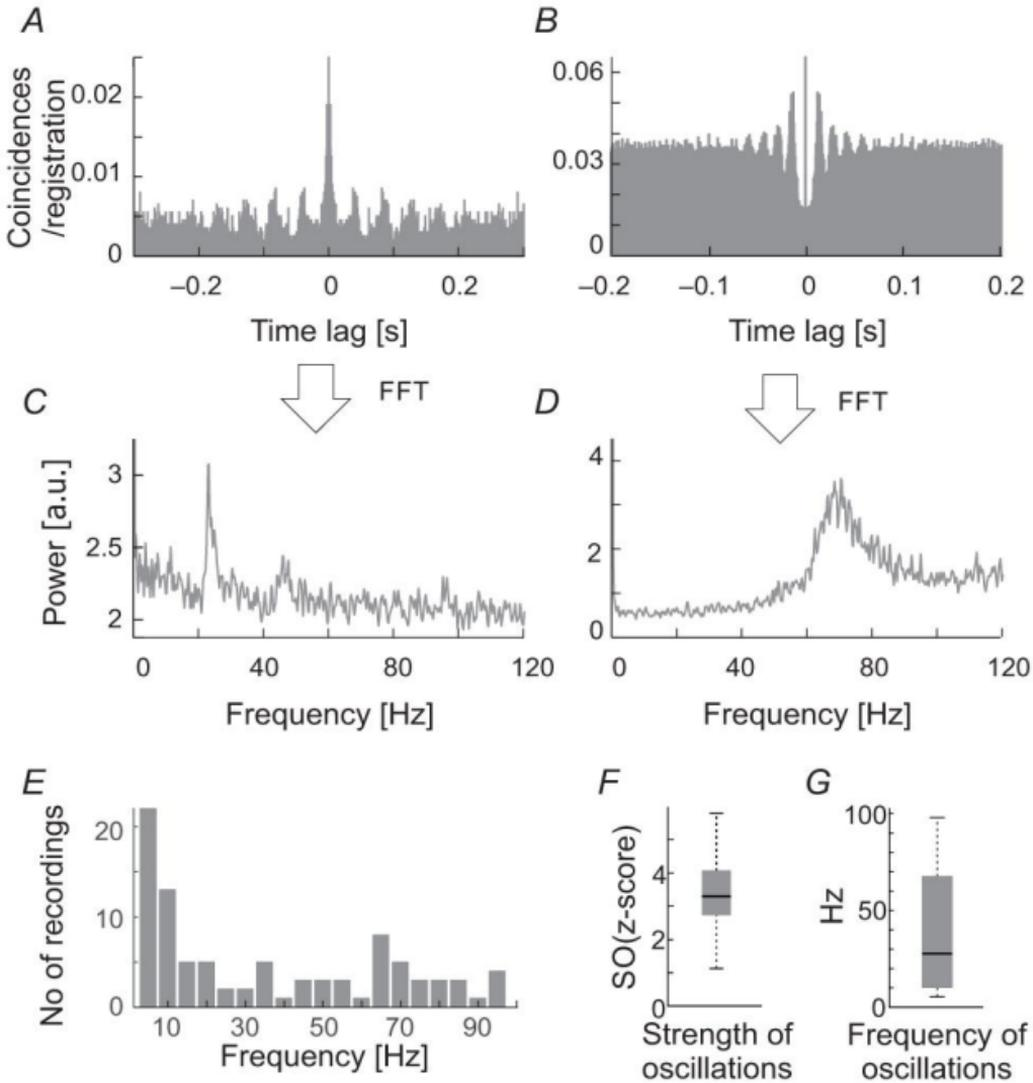 A
B
Coincidences
/registration
0.02
0.01
0
–0.2
0
0.2
Time lag [s]
0.06
0.03
0
–0.2
–0.1
0
0.1
0.2
Time lag [s]
FFT
FFT
C
D
Power [a.u.]
3
2.5
2
0
40
80
120
Frequency [Hz]
4
2
0
0
40
80
120
Frequency [Hz]
E
F
G
No of recordings
20
10
0
10
30
50
70
90
Frequency [Hz]
SO(z-score)
4
2
0
Strength of
oscillations
Hz
100
50
0
Frequency of
oscillations